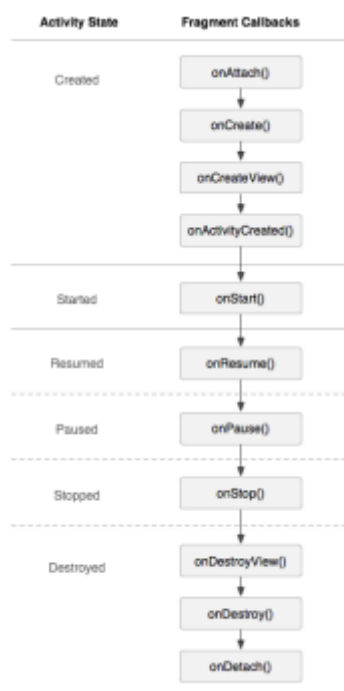 Activity State Fragment Callbacks
Created
onAttach()
onCreate()
onCreateView()
onActivityCreated()
Started onStart()
Resumed onResume()
Paused onPause()
Stopped onStop()
Destroyed
onDestroyView()
onDestroy()
onDetach()